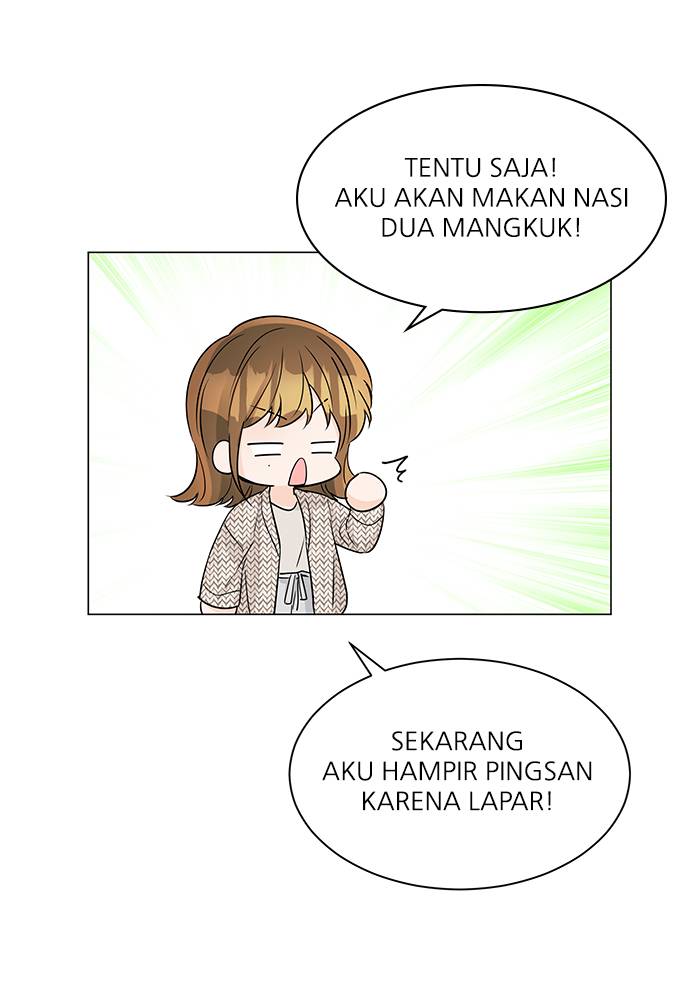 TENTU SAJA!
AKU AKAN MAKAN NASI
DUA MANGKUK!
SEKARANG
AKU HAMPIR PINGSAN
KARENA LAPAR!